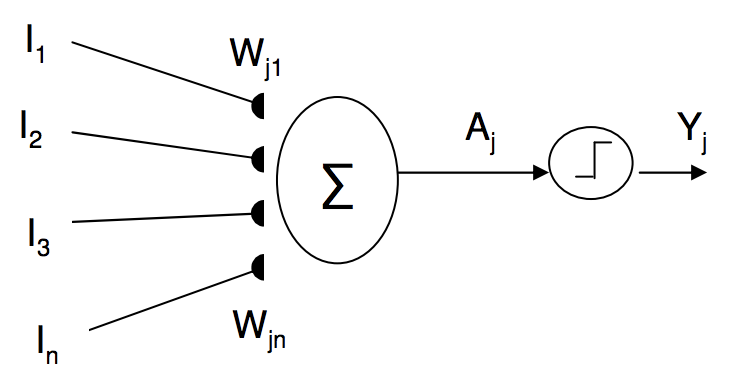 I₁
Wⱼ₁
I₂
Σ
Aⱼ
Yⱼ
I₃
Wⱼₙ
Iₙ